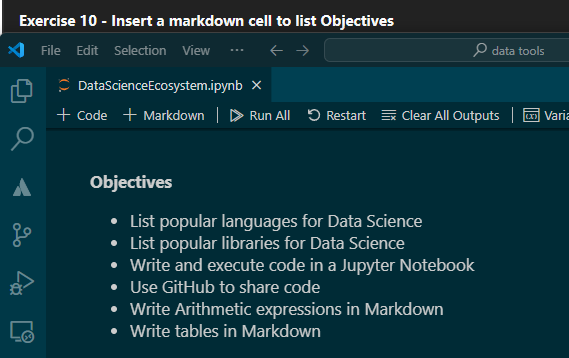 Exercise 10 - Insert a markdown cell to list Objectives
File Edit Selection View ··· data tools
DataScienceEcosystem.ipynb
Code Markdown Run All Restart Clear All Outputs
Objectives
• List popular languages for Data Science
• List popular libraries for Data Science
• Write and execute code in a Jupyter Notebook
• Use GitHub to share code
• Write Arithmetic expressions in Markdown
• Write tables in Markdown